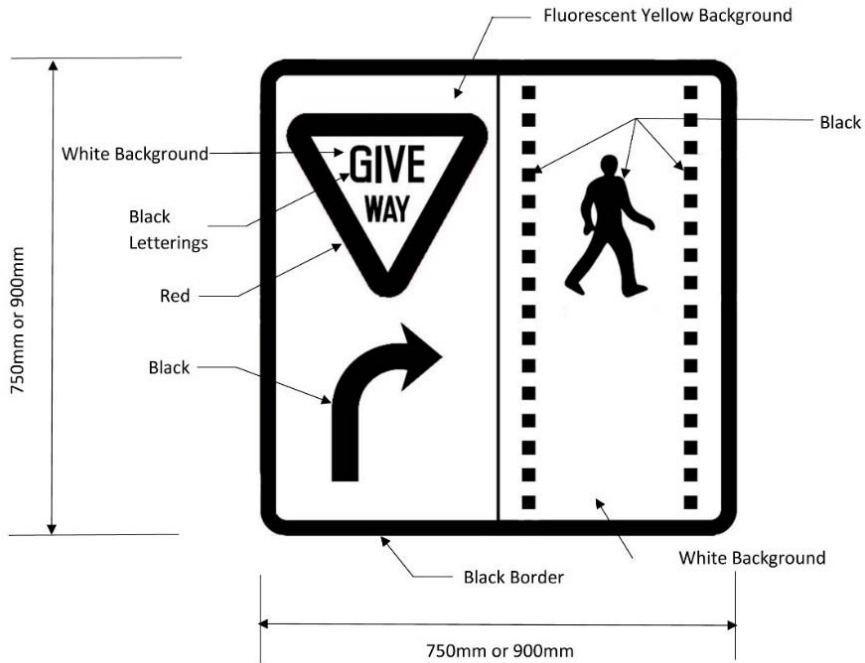 Fluorescent Yellow Background
White Background
GIVE
WAY
Black
Black
Letterings
Red
Black
750mm or 900mm
White Background
Black Border
750mm or 900mm